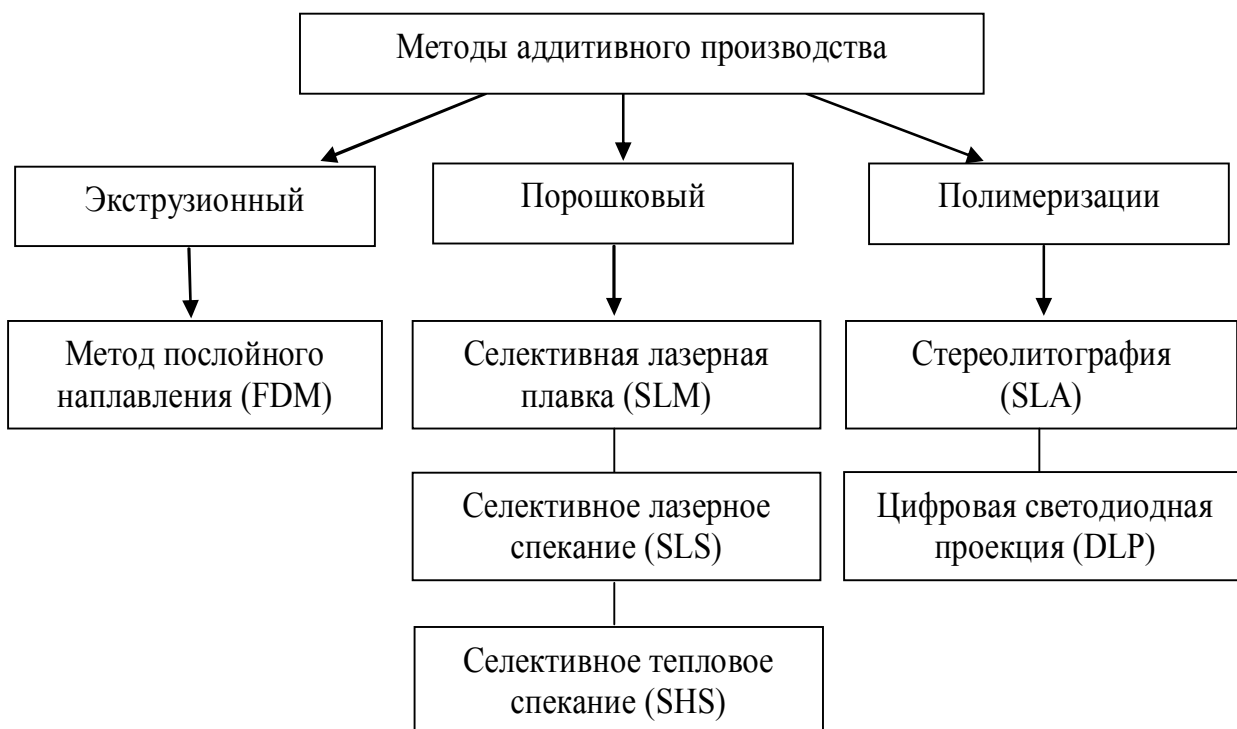 Методы аддитивного производства
Экструзионный
Порошковый
Полимеризации
Метод послойного
наплавления (FDM)
Селективная лазерная
плавка (SLM)
Стереолитография
(SLA)
Селективное лазерное
спекание (SLS)
Цифровая светодиодная
проекция (DLP)
Селективное тепловое
спекание (SHS)